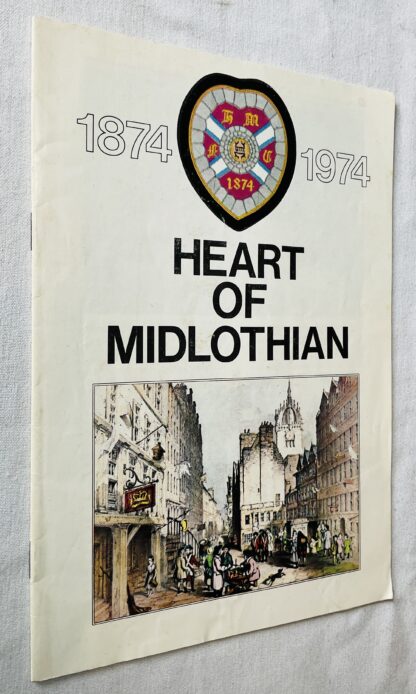 1874
H M
F C
1874
1974
HEART
OF
MIDLOTHIAN